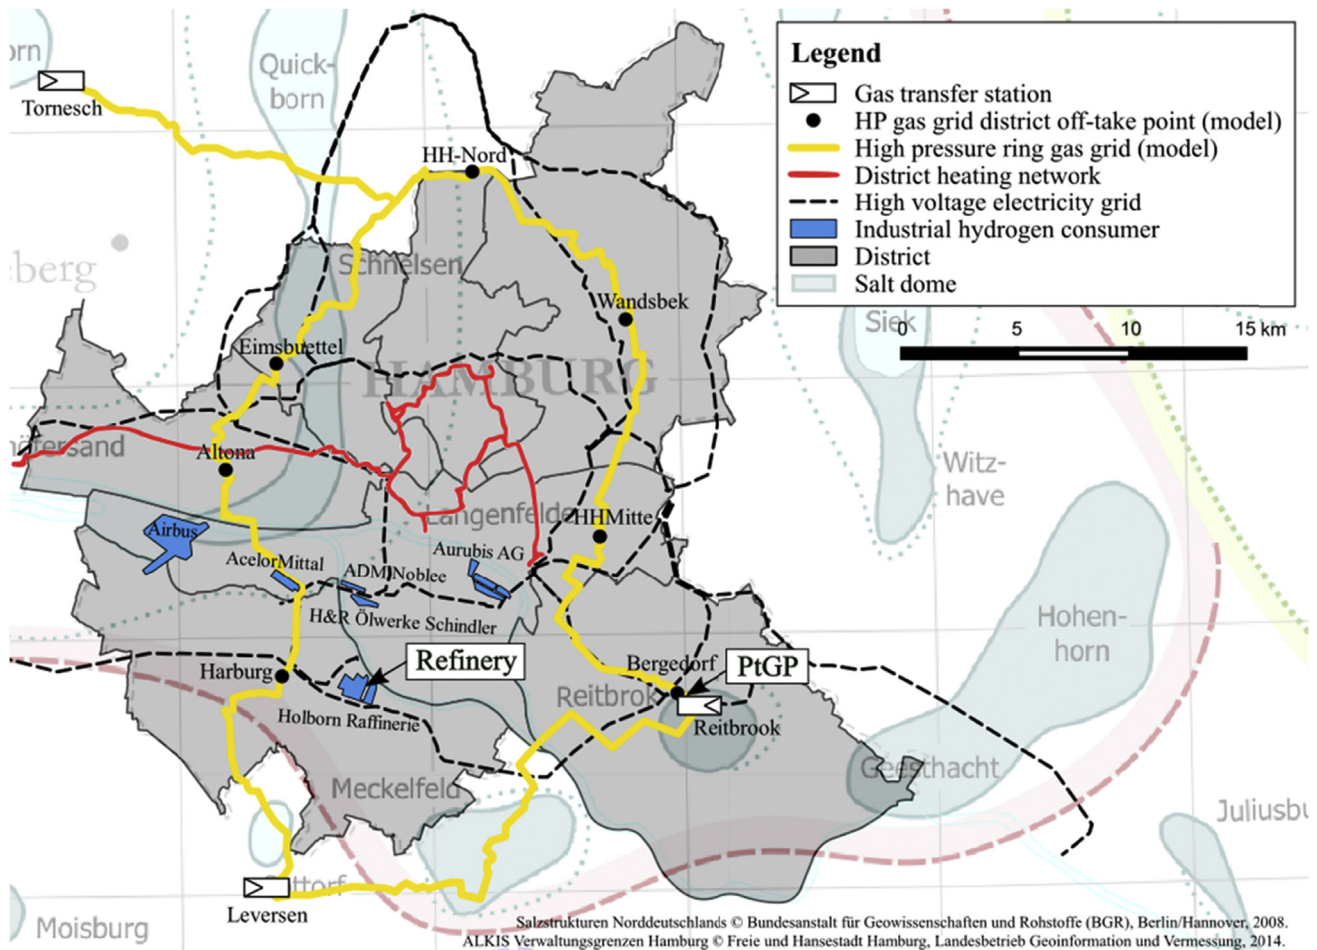 orn
Tornesch
Quick-
born
HH-Nord
Legend
Gas transfer station
HP gas grid district off-take point (model)
High pressure ring gas grid (model)
District heating network
High voltage electricity grid
Industrial hydrogen consumer
District
Salt dome
0 5 10 15 km
Siek
eberg
Schnelsen
Wandsbek
Eimsbuettel
HAMBURG
Altona
Witz-
have
Langenfelde
HHMitte
Airbus
AcelorMittal
ADM Noblee
Aurubis AG
H&R Ölwerke Schindler
Hohen-
horn
Harburg
Refinery
Bergedorf
PtGP
Reitbrok
Holborn Raffinerie
Reitbrook
Meckelfeld
Geesthacht
Juliusbu
Leversen
Moisburg
Salzstrukturen Norddeutschlands © Bundesanstalt für Geowissenschaften und Rohstoffe (BGR), Berlin/Hannover, 2008.
ALKIS Verwaltungsgrenzen Hamburg © Freie und Hansestadt Hamburg, Landesbetrieb Geoinformation und Vermessung, 2014.